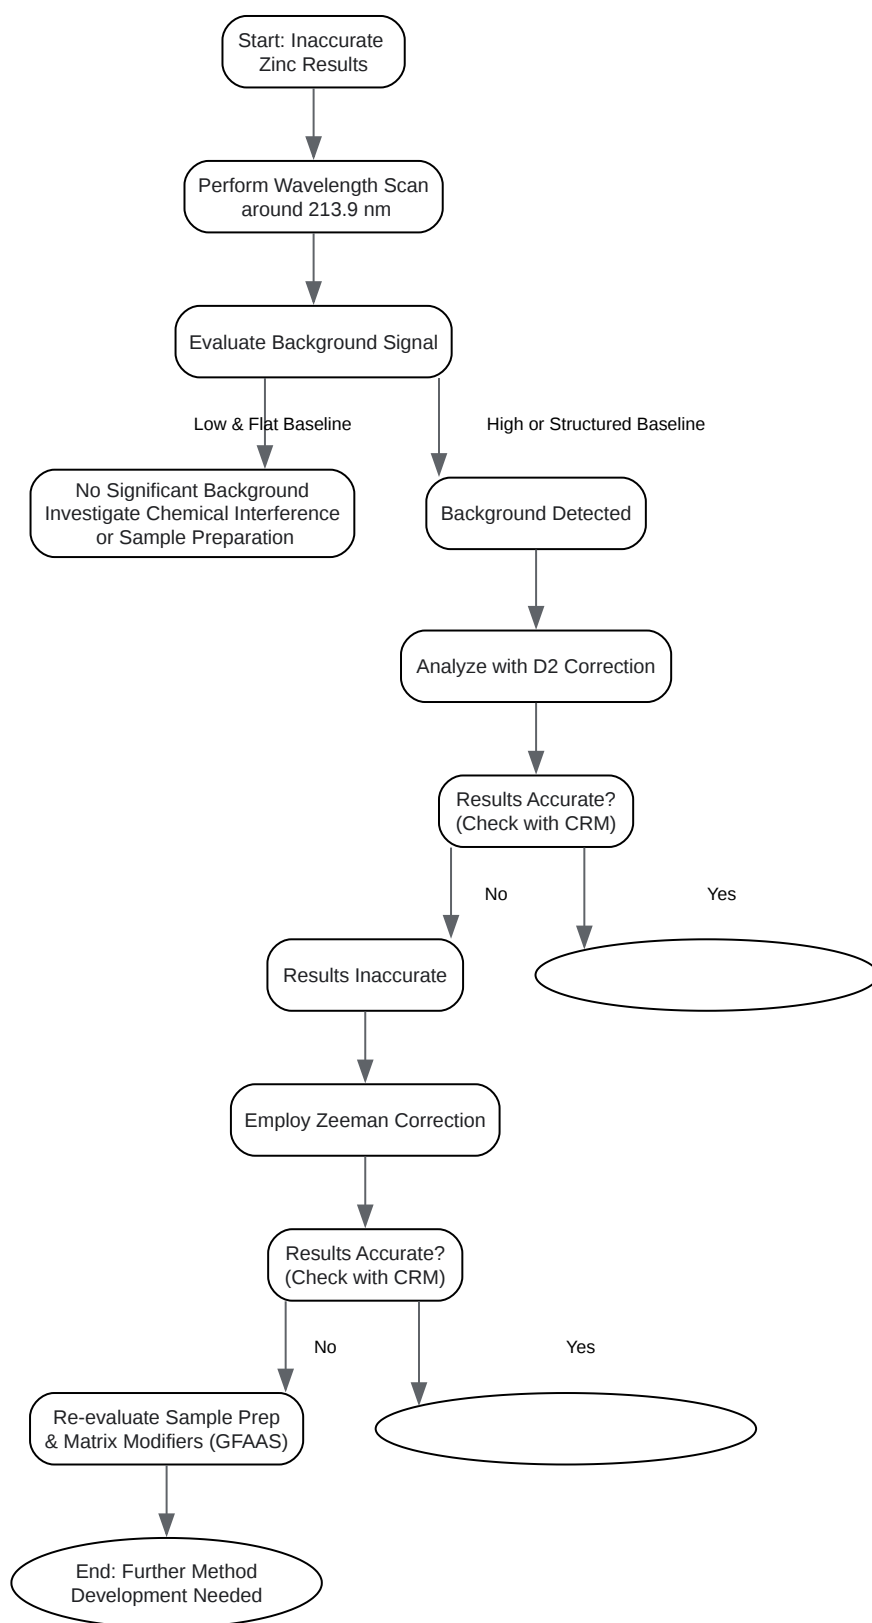 Start: Inaccurate
Zinc Results
Perform Wavelength Scan
around 213.9 nm
Evaluate Background Signal
Low & Flat Baseline
High or Structured Baseline
No Significant Background
Investigate Chemical Interference
or Sample Preparation
Background Detected
Analyze with D2 Correction
Results Accurate?
(Check with CRM)
No
Yes
Results Inaccurate
Employ Zeeman Correction
Results Accurate?
(Check with CRM)
No
Yes
Re-evaluate Sample Prep
& Matrix Modifiers (GFAAS)
End: Further Method
Development Needed